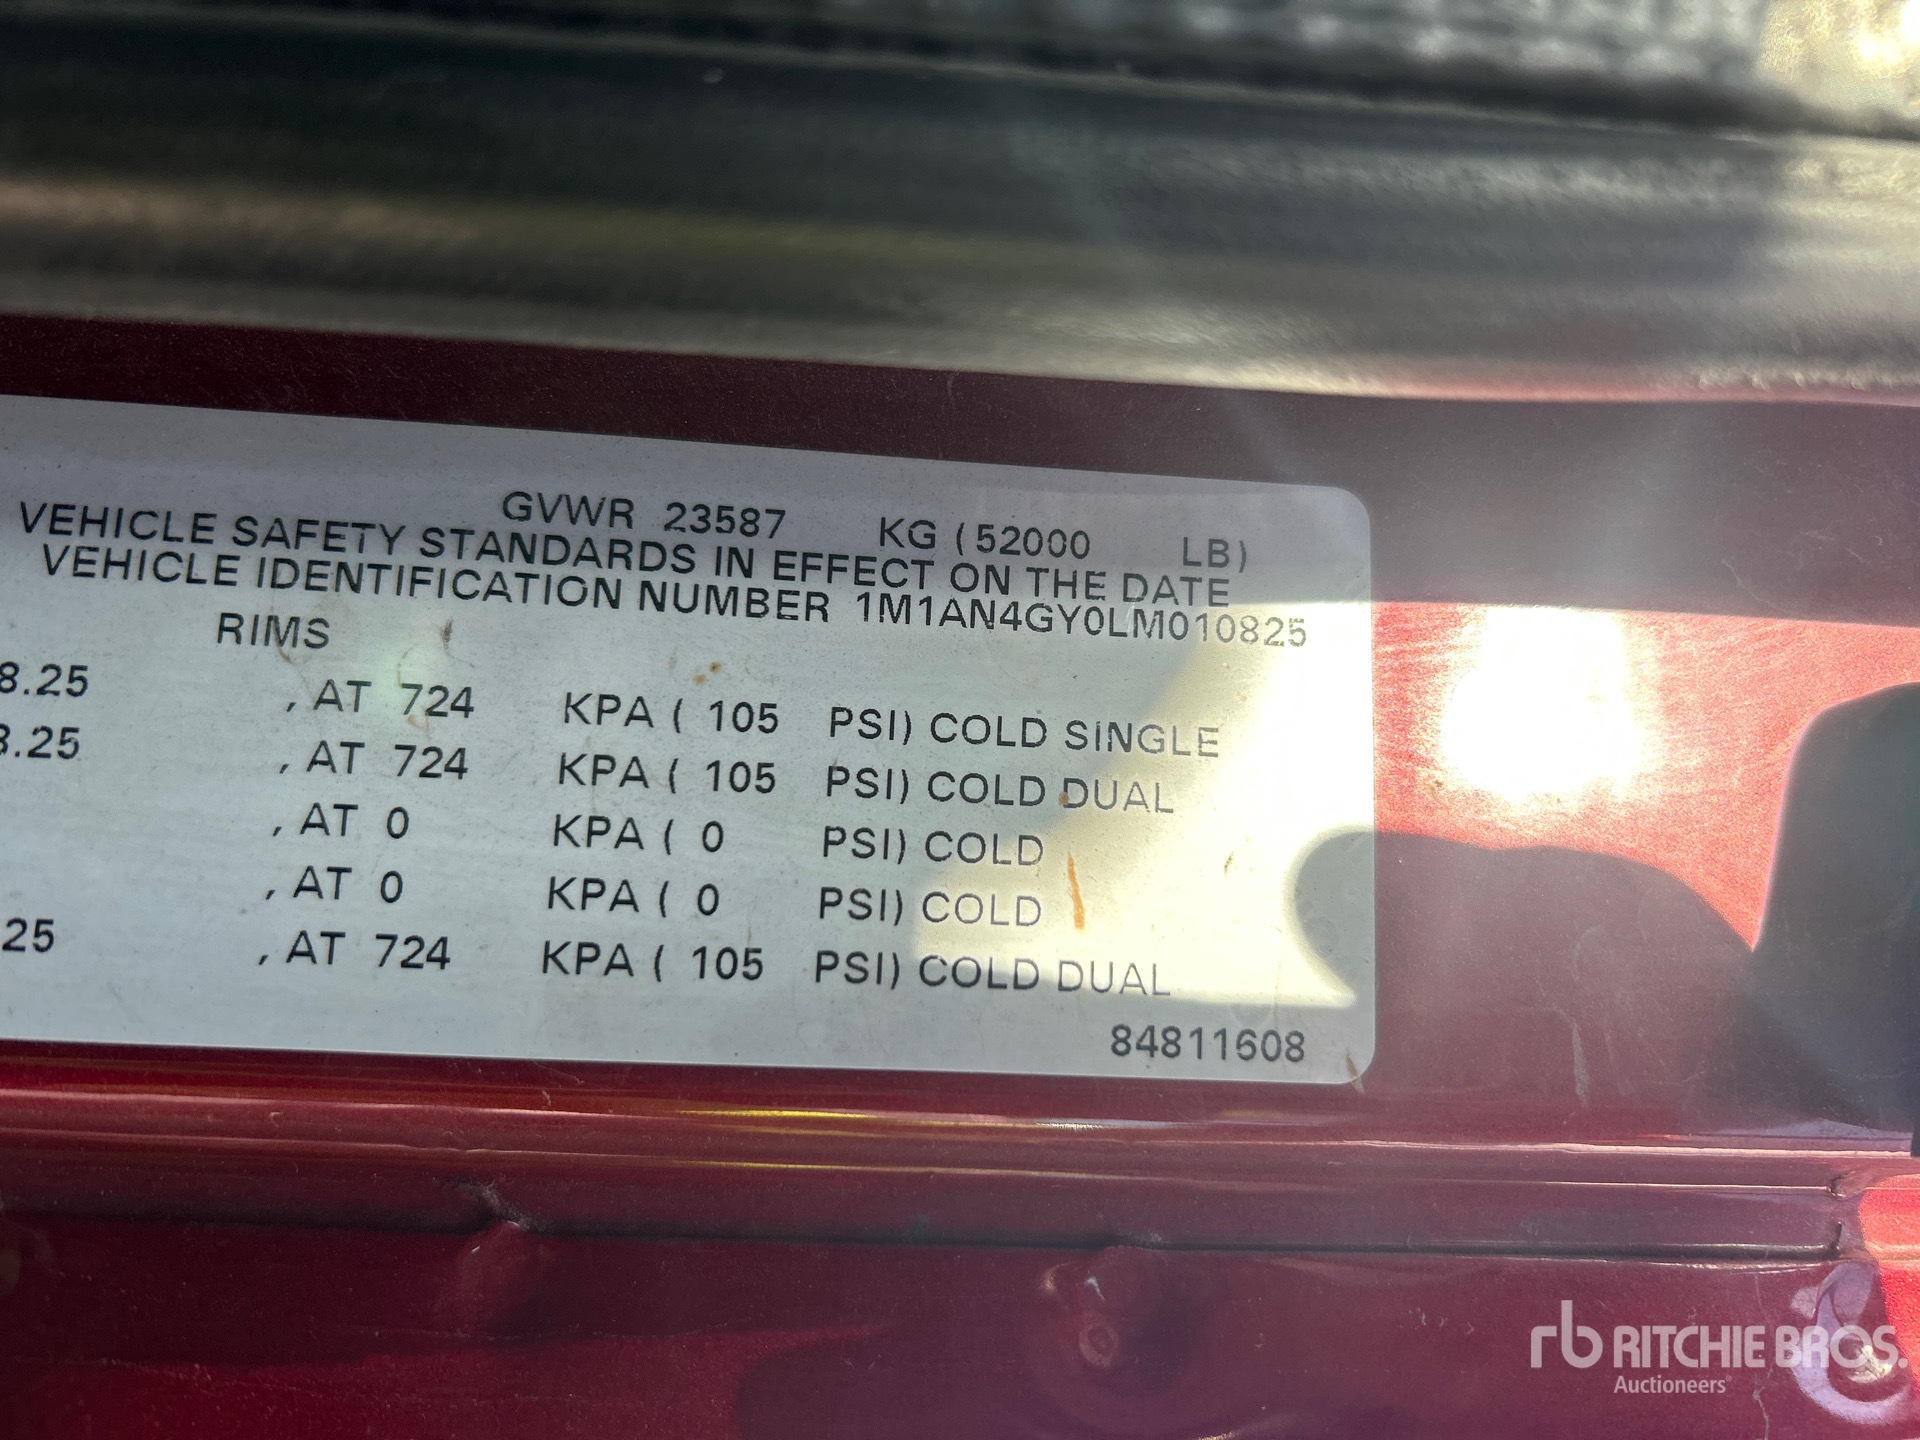 GVWR 23587 KG (52000 LB)
VEHICLE SAFETY STANDARDS IN EFFECT ON THE DATE
VEHICLE IDENTIFICATION NUMBER 1M1AN4GY0LM010825
RIMS
8.25 , AT 724 KPA ( 105 PSI) COLD SINGLE
8.25 , AT 724 KPA ( 105 PSI) COLD DUAL
, AT 0 KPA ( 0 PSI) COLD
, AT 0 KPA ( 0 PSI) COLD
.25 , AT 724 KPA ( 105 PSI) COLD DUAL
84811608
rb RITCHIE BROS.
Auctioneers